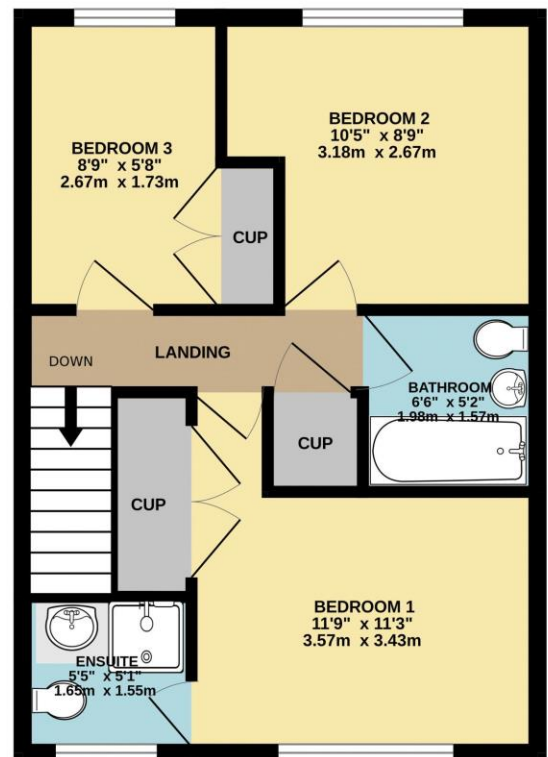 BEDROOM 3
8'9" x 5'8"
2.67m x 1.73m
BEDROOM 2
10'5" x 8'9"
3.18m x 2.67m
CUP
DOWN
LANDING
BATHROOM
6'6" x 5'2"
1.98m x 1.57m
CUP
CUP
BEDROOM 1
11'9" x 11'3"
3.57m x 3.43m
ENSUITE
5'5" x 5'1"
1.65m x 1.55m